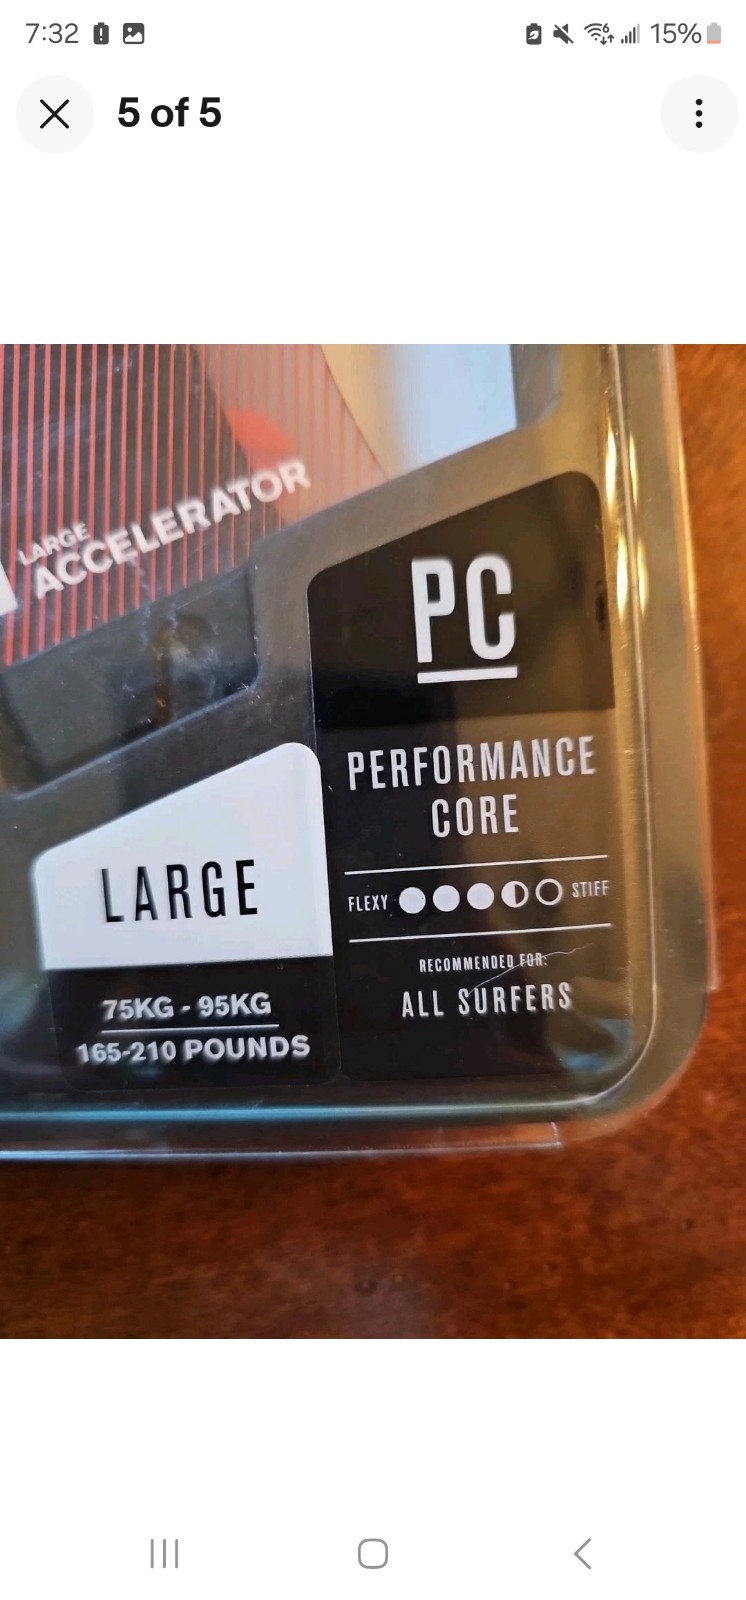 7:32
15%
5 of 5
LARGE
ACCELERATOR
PC
PERFORMANCE
CORE
FLEXY STIFF
RECOMMENDED FOR:
ALL SURFERS
LARGE
75KG - 95KG
165-210 POUNDS